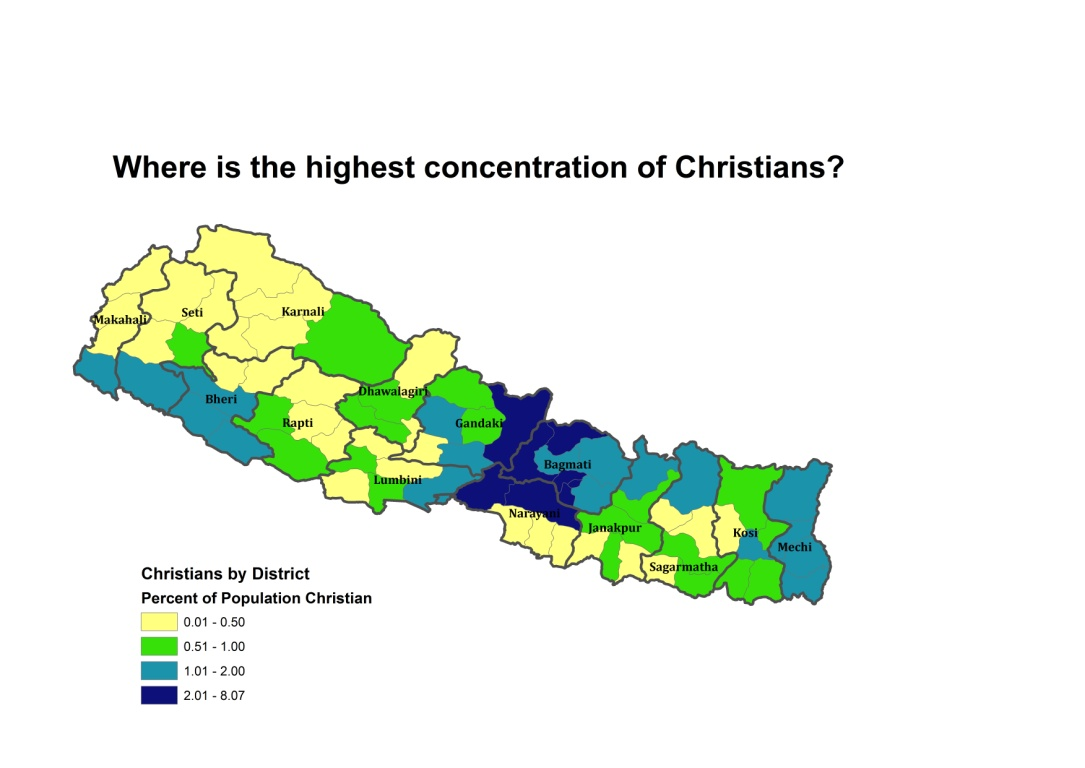 Where is the highest concentration of Christians?
Makahali
Seti
Karnali
Bheri
Dhawalagiri
Rapti
Gandaki
Lumbini
Bagmati
Narayani
Janakpur
Kosi
Mechi
Sagarmatha
Christians by District
Percent of Population Christian
0.01 - 0.50
0.51 - 1.00
1.01 - 2.00
2.01 - 8.07